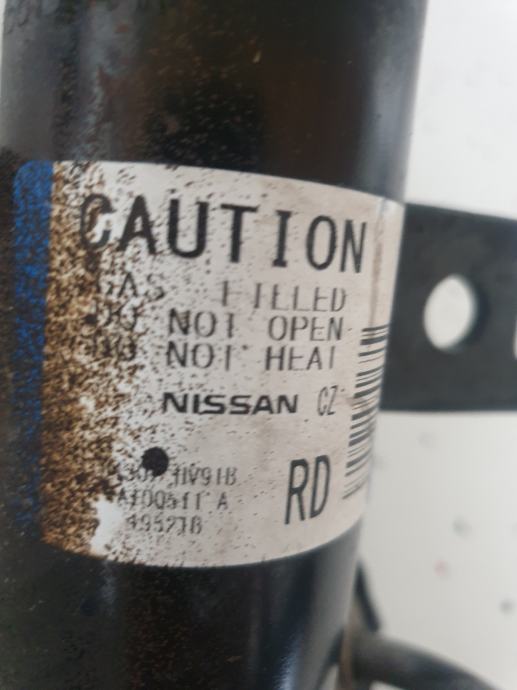 CAUTION
GAS FILLED
DO NOT OPEN
DO NOT HEAT
NISSAN CZ
RD